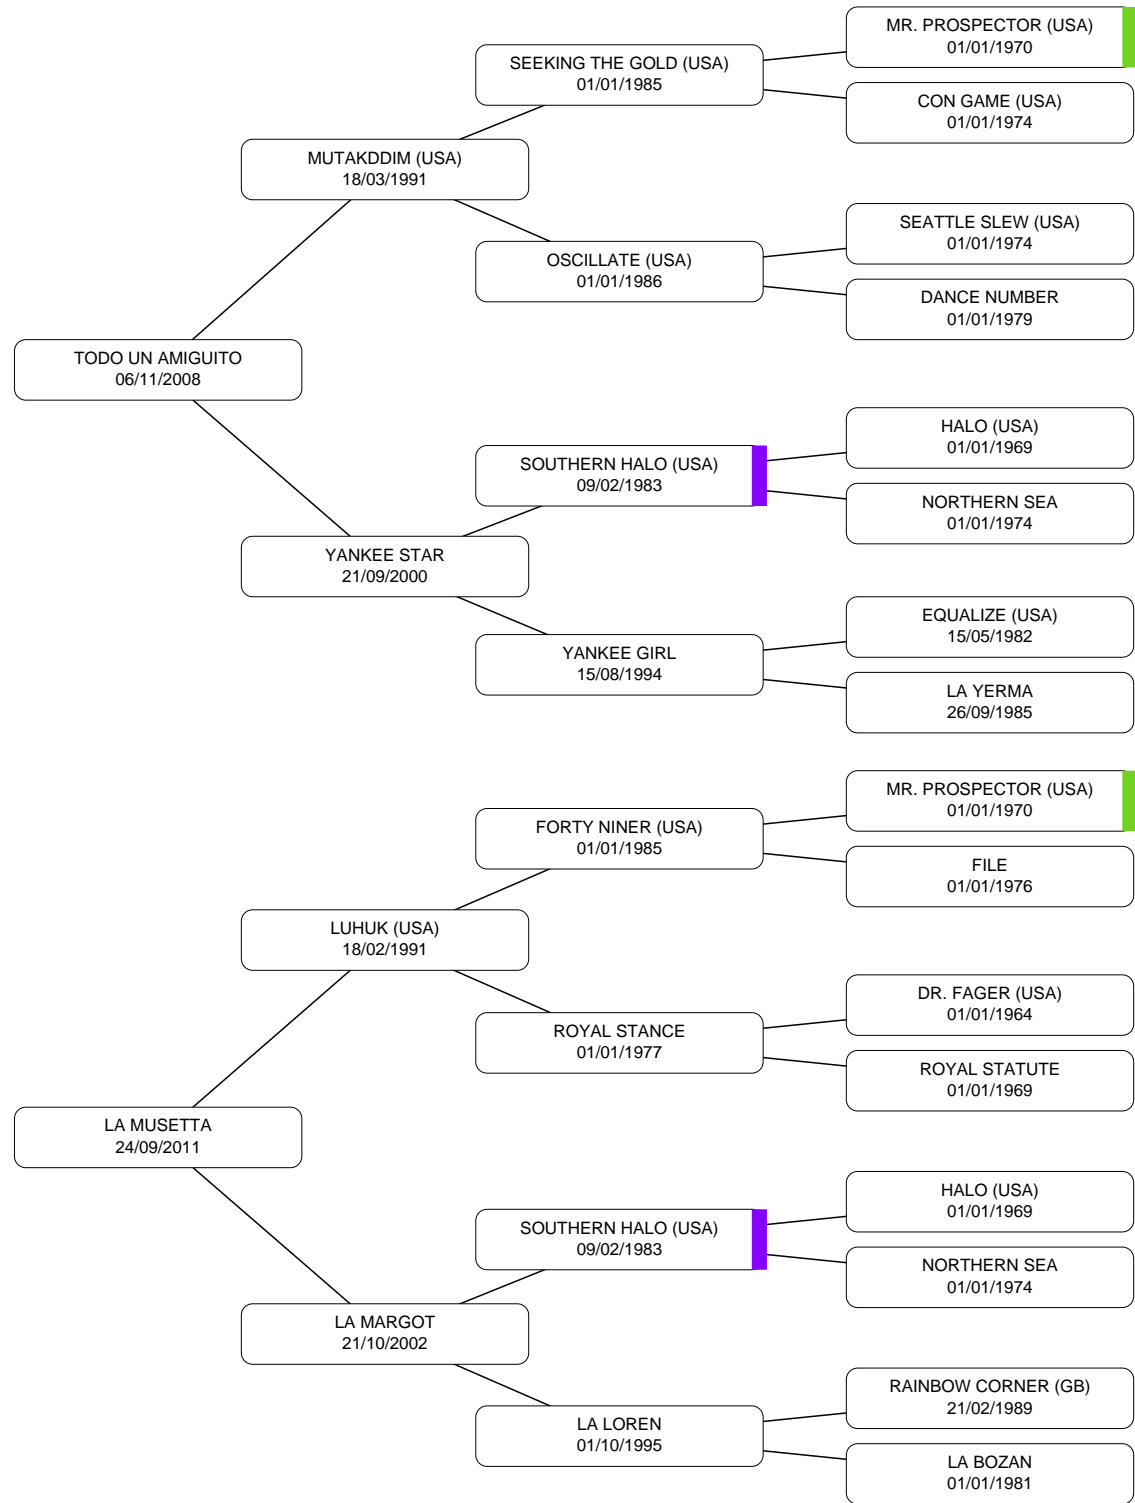 MR. PROSPECTOR (USA)
01/01/1970
SEEKING THE GOLD (USA)
01/01/1985
CON GAME (USA)
01/01/1974
MUTAKDDIM (USA)
18/03/1991
SEATTLE SLEW (USA)
01/01/1974
OSCILLATE (USA)
01/01/1986
DANCE NUMBER
01/01/1979
TODO UN AMIGUITO
06/11/2008
HALO (USA)
01/01/1969
SOUTHERN HALO (USA)
09/02/1983
NORTHERN SEA
01/01/1974
YANKEE STAR
21/09/2000
EQUALIZE (USA)
15/05/1982
YANKEE GIRL
15/08/1994
LA YERMA
26/09/1985
MR. PROSPECTOR (USA)
01/01/1970
FORTY NINER (USA)
01/01/1985
FILE
01/01/1976
LUHUK (USA)
18/02/1991
DR. FAGER (USA)
01/01/1964
ROYAL STANCE
01/01/1977
ROYAL STATUTE
01/01/1969
LA MUSETTA
24/09/2011
HALO (USA)
01/01/1969
SOUTHERN HALO (USA)
09/02/1983
NORTHERN SEA
01/01/1974
LA MARGOT
21/10/2002
RAINBOW CORNER (GB)
21/02/1989
LA LOREN
01/10/1995
LA BOZAN
01/01/1981